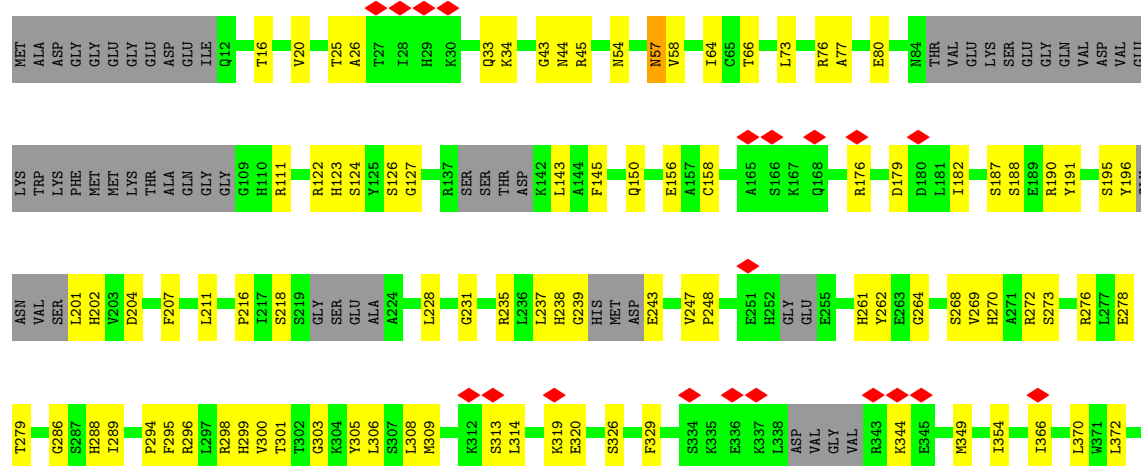 MET ALA ASP GLY GLY GLU GLY GLY GLU ASP GLU ILE Q12 T16 V20 T25 A26 T27 I28 H29 K30 Q33 K34 G43 N44 R45 N54 N57 V58 I64 C65 T66 L73 R76 A77 E80 N84 THR VAL GLU LYS SER GLU GLY GLN VAL ASP VAL GLU
LYS TRP LYS PHE MET MET LYS THR ALA GLN GLY GLY G109 H110 R111 R122 H123 S124 Y125 S126 G127 R137 SER SER THR ASP K142 L143 A144 F145 Q150 E156 A157 C158 A165 S166 K167 Q168 R176 D179 D180 L181 I182 S187 S188 E189 R190 Y191 S195 Y196
ASN VAL SER L201 H202 V203 D204 F207 L211 P216 I217 S218 S219 GLY SER GLU ALA A224 L228 G231 R235 L236 L237 H238 G239 HIS MET ASP E243 V247 P248 E251 H252 GLY GLU E255 H261 Y262 E263 G264 S268 V269 H270 A271 R272 S273 R276 L277 E278
T279 G286 S287 H288 I289 P294 F295 R296 L297 R298 H299 V300 T301 T302 G303 K304 Y305 L306 S307 L308 M309 K312 S313 L314 K319 E320 S326 F329 S334 K335 E336 K337 L338 ASP VAL GLY VAL R343 K344 E345 M349 I354 I366 L370 W371 L372